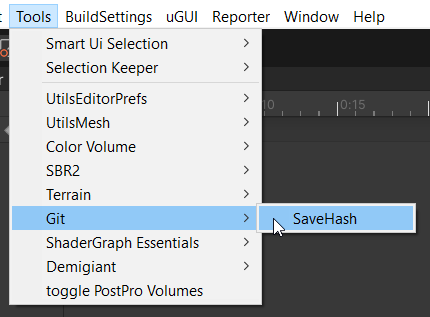 Tools BuildSettings uGUI Reporter Window Help
Smart Ui Selection
Selection Keeper
UtilsEditorPrefs
:10 0:15
UtilsMesh
Color Volume
SBR2
Terrain
Git SaveHash
ShaderGraph Essentials
Demigiant
toggle PostPro Volumes